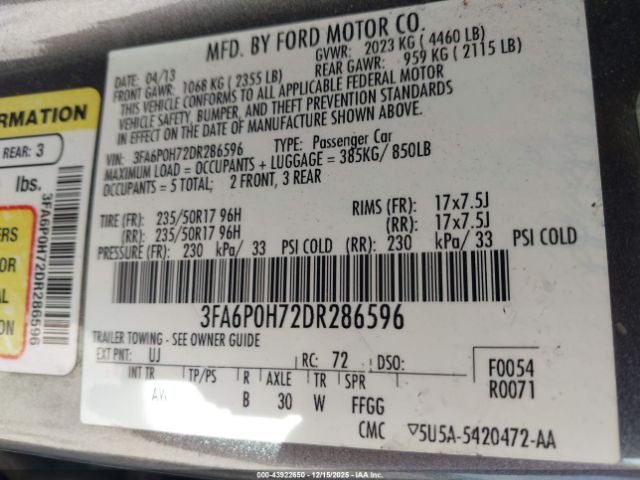 MFD. BY FORD MOTOR CO.
DATE: 04/13
GVWR: 2023 KG ( 4460 LB)
FRONT GAWR: 1068 KG ( 2355 LB)
REAR GAWR: 959 KG ( 2115 LB)
THIS VEHICLE CONFORMS TO ALL APPLICABLE FEDERAL MOTOR
VEHICLE SAFETY, BUMPER, AND THEFT PREVENTION STANDARDS
IN EFFECT ON THE DATE OF MANUFACTURE SHOWN ABOVE.
VIN: 3FA6P0H72DR286596 TYPE: Passenger Car
MAXIMUM LOAD = OCCUPANTS + LUGGAGE = 385KG/ 850LB
OCCUPANTS = 5 TOTAL; 2 FRONT, 3 REAR
TIRE (FR): 235/50R17 96H RIMS (FR): 17x7.5J
(RR): 235/50R17 96H (RR): 17x7.5J
PRESSURE (FR): 230 kPa/ 33 PSI COLD (RR): 230 kPa/ 33 PSI COLD
3FA6P0H72DR286596
TRAILER TOWING - SEE OWNER GUIDE
EXT PNT: UJ RC: 72 DSO:
F0054
R0071
INT TR TP/PS R AXLE TR SPR
AW B 30 W FFGG
CMC ▽5U5A-5420472-AA
RMATION
REAR: 3
lbs.
3FA6P0H72DR286596
ERS
OR
AL
ON
000-43922650 - 12/15/2025 - IAA Holdings, LLC.